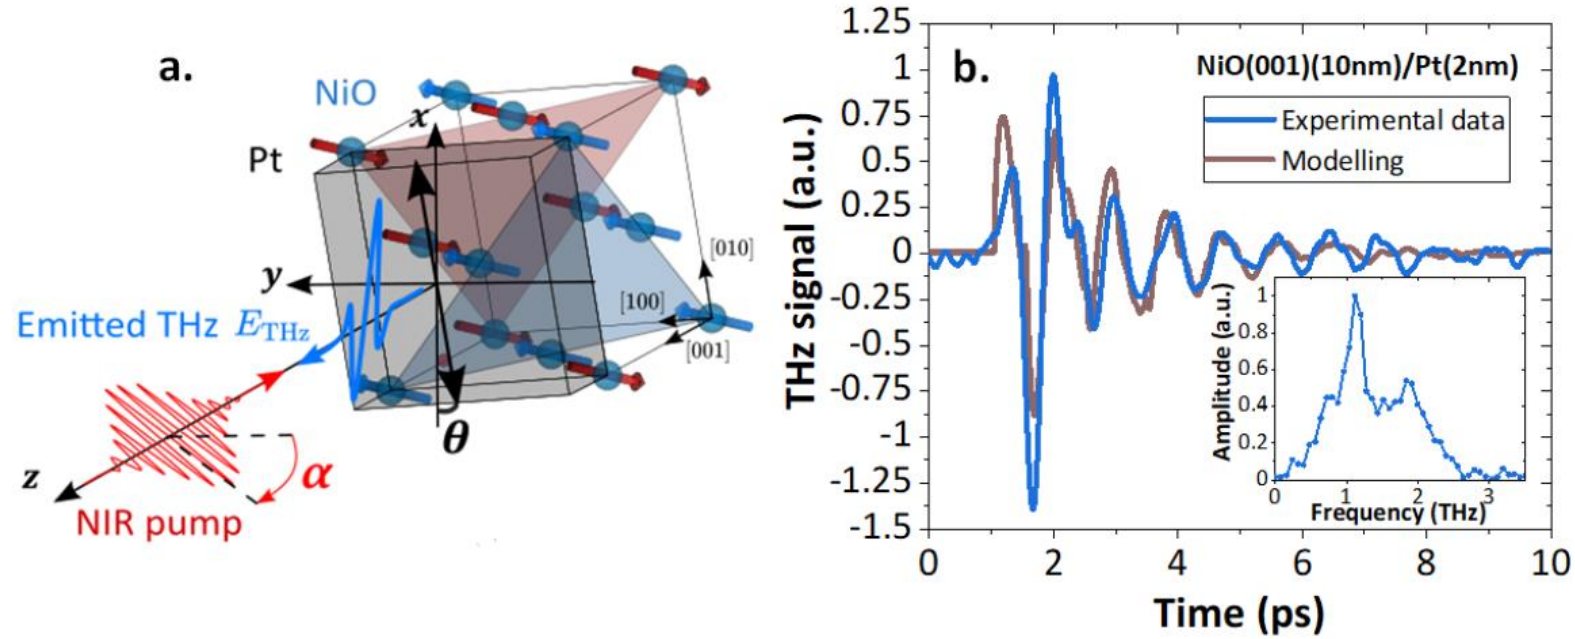 a.
NiO
x
Pt
y
[010]
[100]
[001]
Emitted THz E_THz
θ
α
z
NIR pump
b.
NiO(001)(10nm)/Pt(2nm)
Experimental data
Modelling
THz signal (a.u.)
1.25
1
0.75
0.5
0.25
0
-0.25
-0.5
-0.75
-1
-1.25
-1.5
0 2 4 6 8 10
Time (ps)
Amplitude (a.u.)
1
0.8
0.6
0.4
0.2
0
0 1 2 3
Frequency (THz)